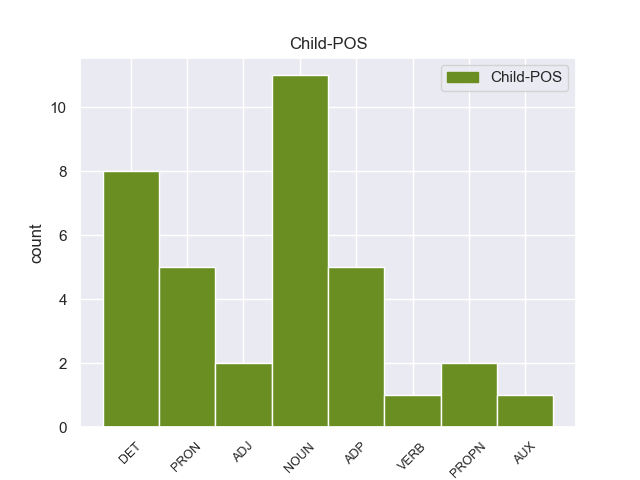 Child-POS
Child-POS
10
8
6
4
2
0
count
DET
PRON
ADJ
NOUN
ADP
VERB
PROPN
AUX